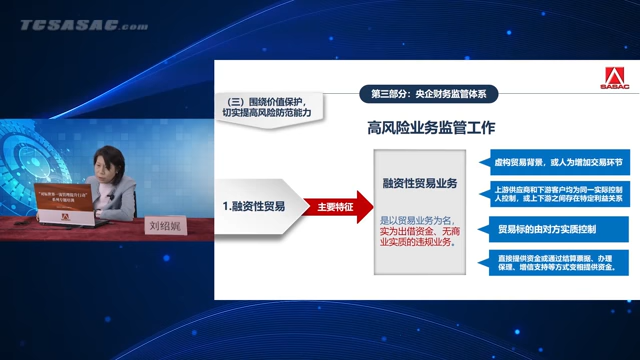 TCSASAC.com
第三部分：央企财务监管体系
SASAC
（三）围绕价值保护，
切实提高风险防范能力
高风险业务监管工作
1.融资性贸易
主要特征
融资性贸易业务
是以贸易业务为名，
实为出借资金、无商
业实质的违规业务。
虚构贸易背景，或人为增加交易环节
上游供应商和下游客户均为同一实际控制
人控制，或上下游之间存在特定利益关系
贸易标的由对方实质控制
直接提供资金或通过结算票据、办理
保理、增信支持等方式变相提供资金。
系列专题培训
刘绍娓